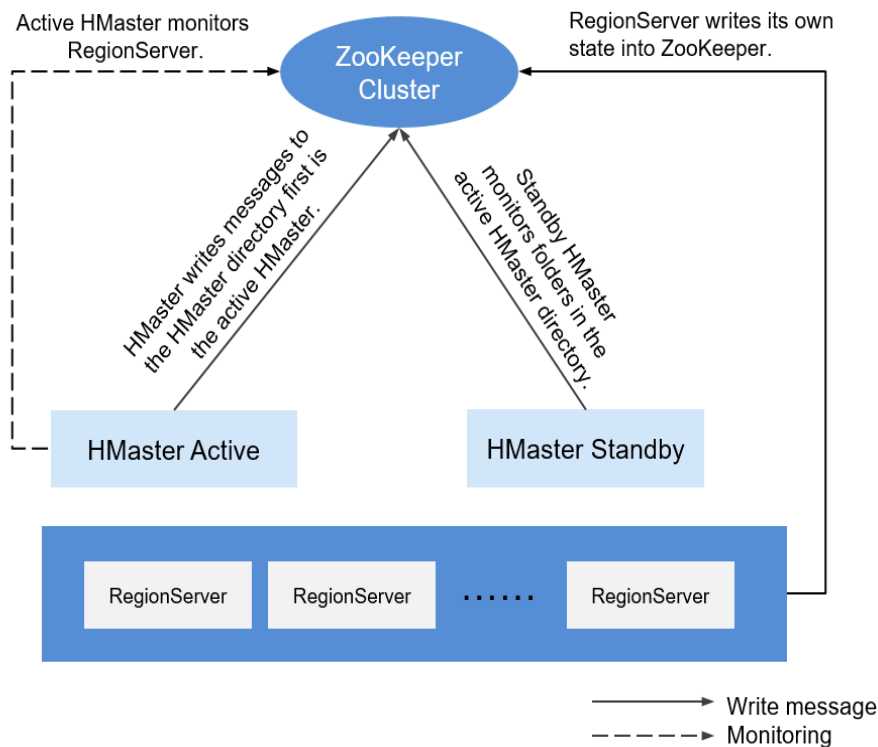 Active HMaster monitors
RegionServer.
RegionServer writes its own
state into ZooKeeper.
ZooKeeper
Cluster
HMaster writes messages to
the HMaster directory first is
the active HMaster.
Standby HMaster
monitors folders in the
active HMaster directory.
HMaster Active
HMaster Standby
RegionServer
RegionServer
......
RegionServer
Write message
Monitoring